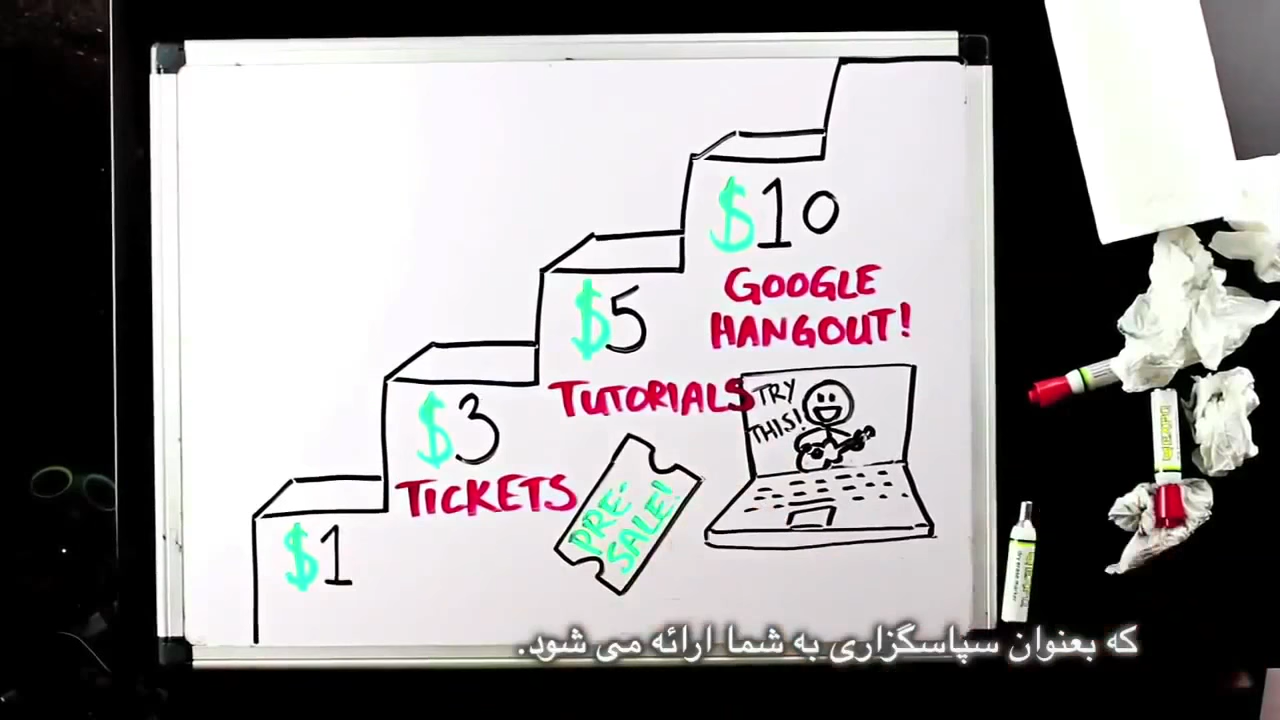 $10
GOOGLE
HANGOUT!
$5
TUTORIALS
TRY
THIS!
$3
TICKETS
PRE-
SALE!
$1
که بعنوان سپاسگزاری به شما ارائه می شود.